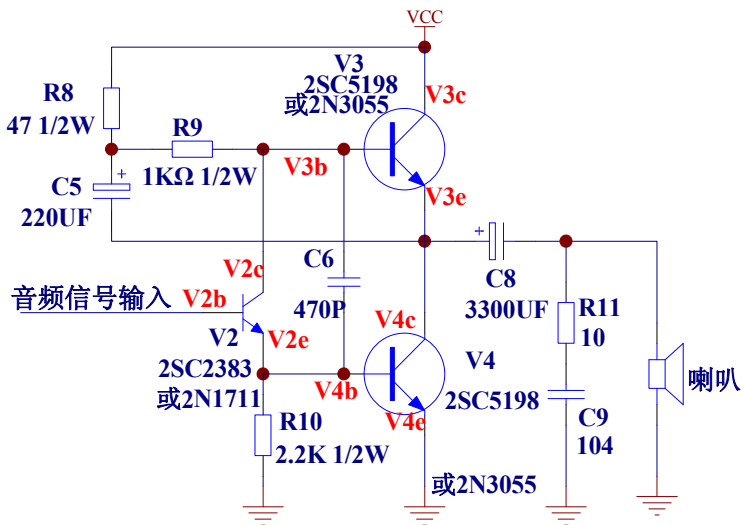 VCC
V3
2SC5198
或2N3055
V3c
R8
47 1/2W
R9
1KΩ 1/2W
V3b
V3e
+
C5
220UF
+
C8
3300UF
C6
470P
V2c
音频信号输入
V2b
V2
V2e
2SC2383
或2N1711
V4c
V4b
V4
2SC5198
V4e
R11
10
喇叭
R10
2.2K 1/2W
C9
104
或2N3055